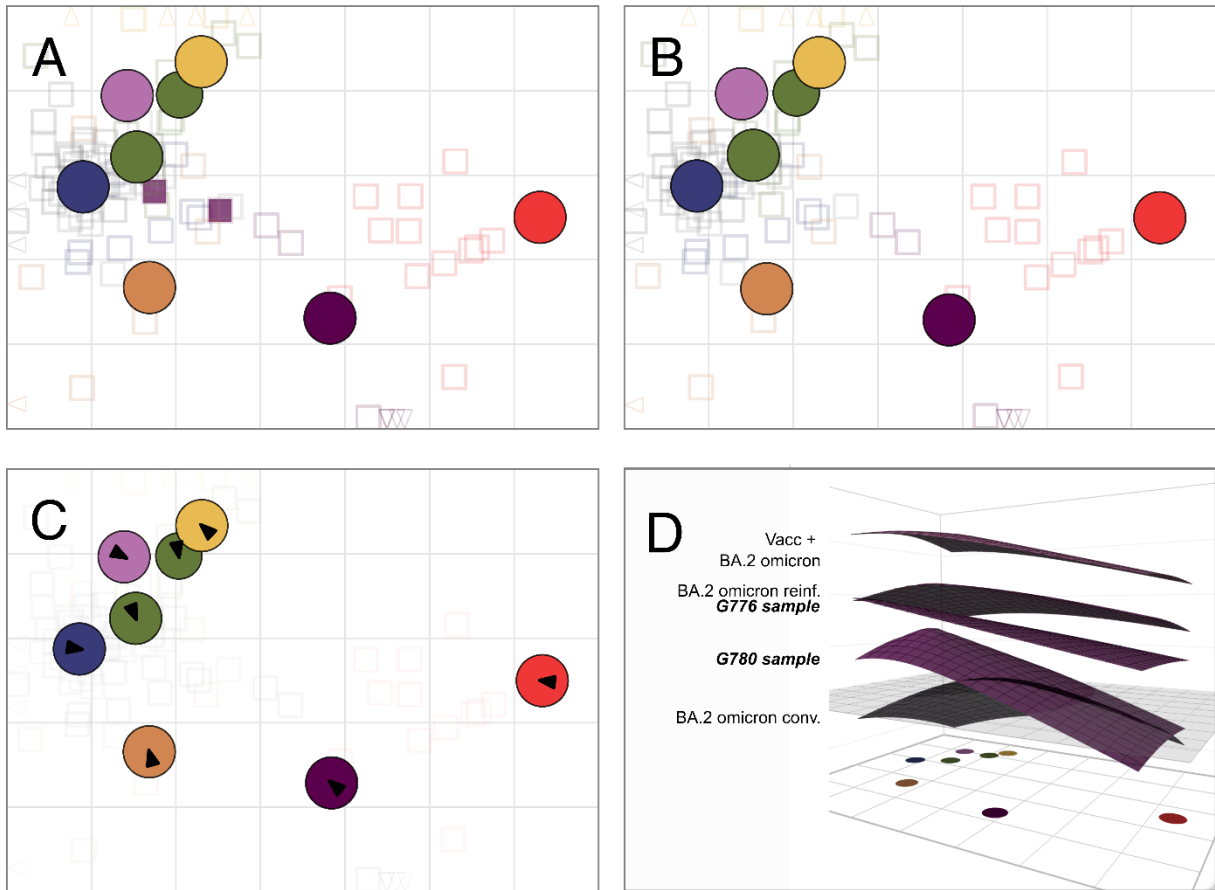 A
B
C
D
Vacc +
BA.2 omicron
BA.2 omicron reinf.
G776 sample
G780 sample
BA.2 omicron conv.